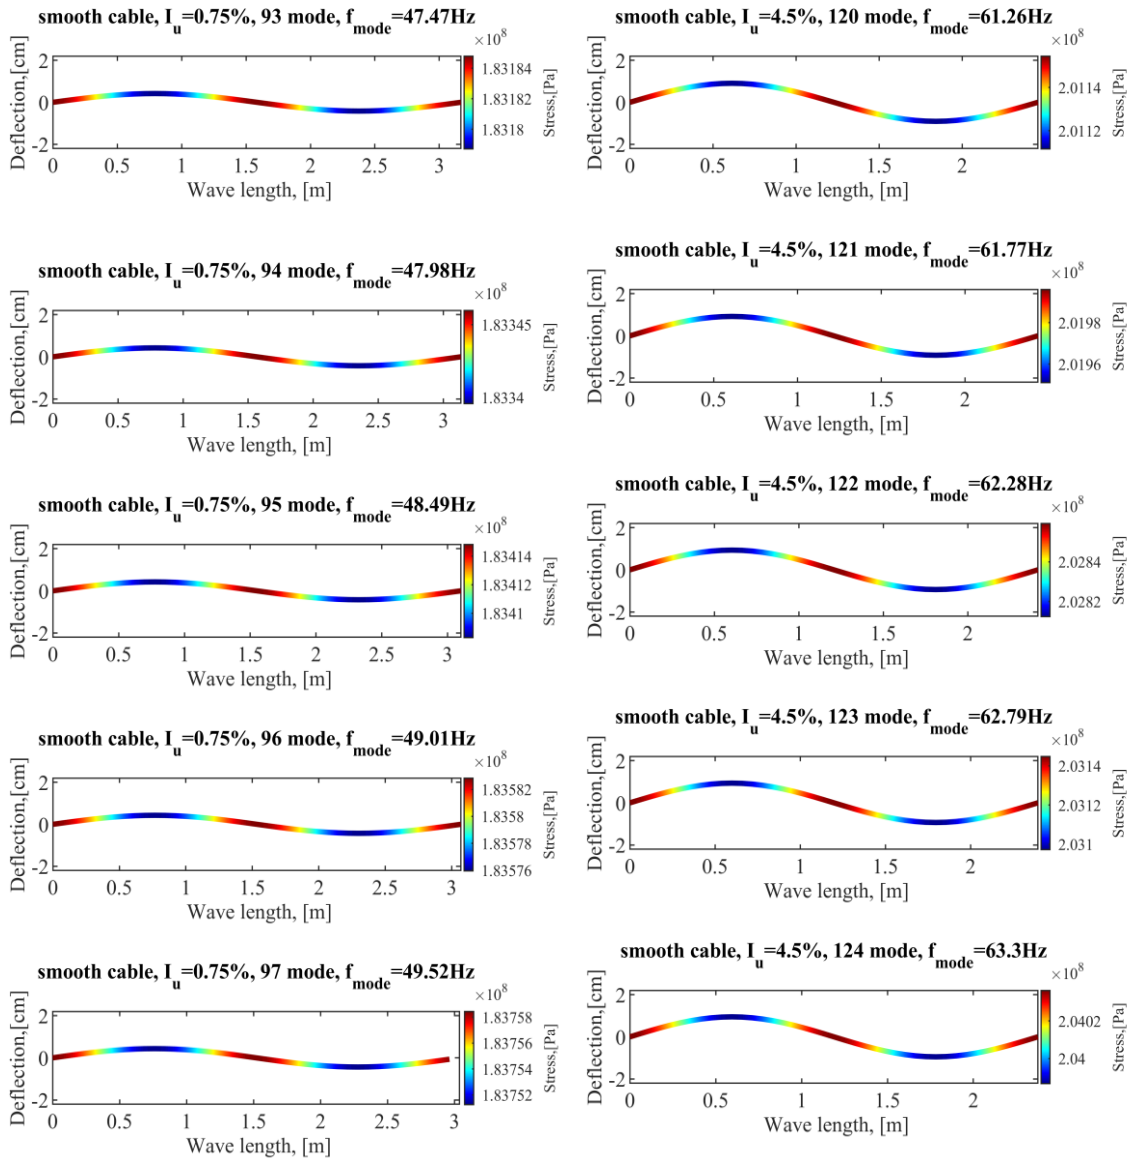 smooth cable, I_u=0.75%, 93 mode, f_mode=47.47Hz
×10^8
Deflection,[cm]
2
0
-2
0 0.5 1 1.5 2 2.5 3
Wave length, [m]
1.83184
1.83182
1.8318
Stress,[Pa]
smooth cable, I_u=0.75%, 94 mode, f_mode=47.98Hz
×10^8
Deflection,[cm]
2
0
-2
0 0.5 1 1.5 2 2.5 3
Wave length, [m]
1.83345
1.8334
Stress,[Pa]
smooth cable, I_u=0.75%, 95 mode, f_mode=48.49Hz
×10^8
Deflection,[cm]
2
0
-2
0 0.5 1 1.5 2 2.5 3
Wave length, [m]
1.83414
1.83412
1.8341
Stress,[Pa]
smooth cable, I_u=0.75%, 96 mode, f_mode=49.01Hz
×10^8
Deflection,[cm]
2
0
-2
0 0.5 1 1.5 2 2.5 3
Wave length, [m]
1.83582
1.8358
1.83578
1.83576
Stress,[Pa]
smooth cable, I_u=0.75%, 97 mode, f_mode=49.52Hz
×10^8
Deflection,[cm]
2
0
-2
0 0.5 1 1.5 2 2.5 3
Wave length, [m]
1.83758
1.83756
1.83754
1.83752
Stress,[Pa]
smooth cable, I_u=4.5%, 120 mode, f_mode=61.26Hz
×10^8
Deflection,[cm]
2
0
-2
0 0.5 1 1.5 2
Wave length, [m]
2.0114
2.0112
Stress,[Pa]
smooth cable, I_u=4.5%, 121 mode, f_mode=61.77Hz
×10^8
Deflection,[cm]
2
0
-2
0 0.5 1 1.5 2
Wave length, [m]
2.0198
2.0196
Stress,[Pa]
smooth cable, I_u=4.5%, 122 mode, f_mode=62.28Hz
×10^8
Deflection,[cm]
2
0
-2
0 0.5 1 1.5 2
Wave length, [m]
2.0284
2.0282
Stress,[Pa]
smooth cable, I_u=4.5%, 123 mode, f_mode=62.79Hz
×10^8
Deflection,[cm]
2
0
-2
0 0.5 1 1.5 2
Wave length, [m]
2.0314
2.0312
2.031
Stress,[Pa]
smooth cable, I_u=4.5%, 124 mode, f_mode=63.3Hz
×10^8
Deflection,[cm]
2
0
-2
0 0.5 1 1.5 2
Wave length, [m]
2.0402
2.04
Stress,[Pa]